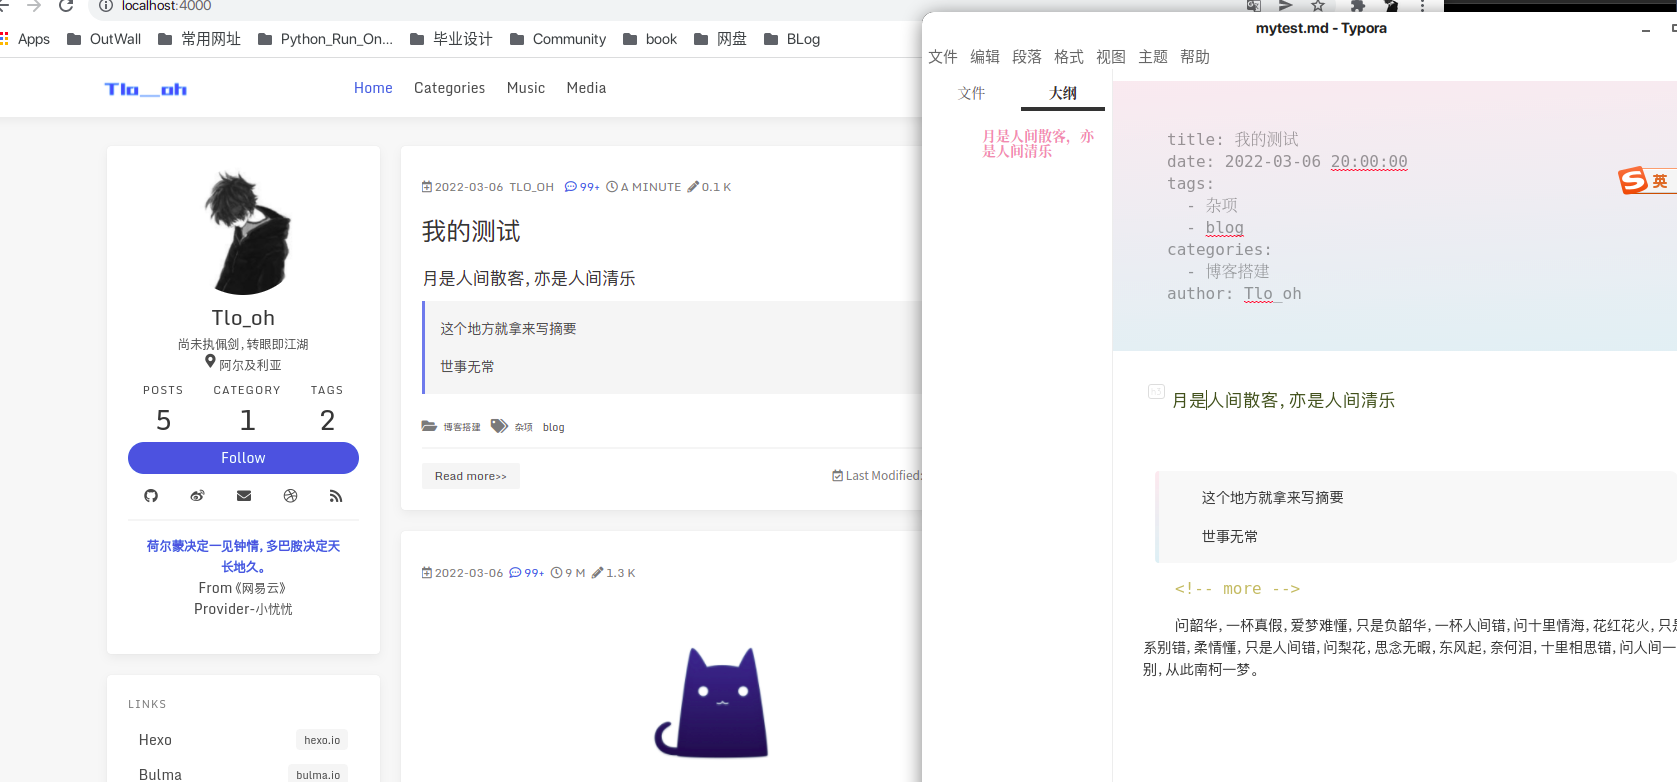 localhost:4000
Apps OutWall 常用网址 Python_Run_On... 毕业设计 Community book 网盘 BLog
Tlo_oh Home Categories Music Media
Tlo_oh
尚未执佩剑,转眼即江湖
阿尔及利亚
POSTS CATEGORY TAGS
5 1 2
Follow
荷尔蒙决定一见钟情,多巴胺决定天
长地久。
From《网易云》
Provider-小忧忧
LINKS
Hexo hexo.io
Bulma bulma.io
2022-03-06 TLO_OH 99+ A MINUTE 0.1 K
我的测试
月是人间散客,亦是人间清乐
这个地方就拿来写摘要
世事无常
博客搭建 杂项 blog
Read more>> Last Modified:
2022-03-06 99+ 9 M 1.3 K
mytest.md - Typora
文件 编辑 段落 格式 视图 主题 帮助
文件 大纲
月是人间散客，亦
是人间清乐
title: 我的测试
date: 2022-03-06 20:00:00
tags:
- 杂项
- blog
categories:
- 博客搭建
author: Tlo_oh
S 英
月是人间散客,亦是人间清乐
这个地方就拿来写摘要
世事无常
<!-- more -->
问韶华,一杯真假,爱梦难懂,只是负韶华,一杯人间错,问十里情海,花红花火,只是
系别错,柔情懂,只是人间错,问梨花,思念无暇,东风起,奈何泪,十里相思错,问人间一
别,从此南柯一梦。